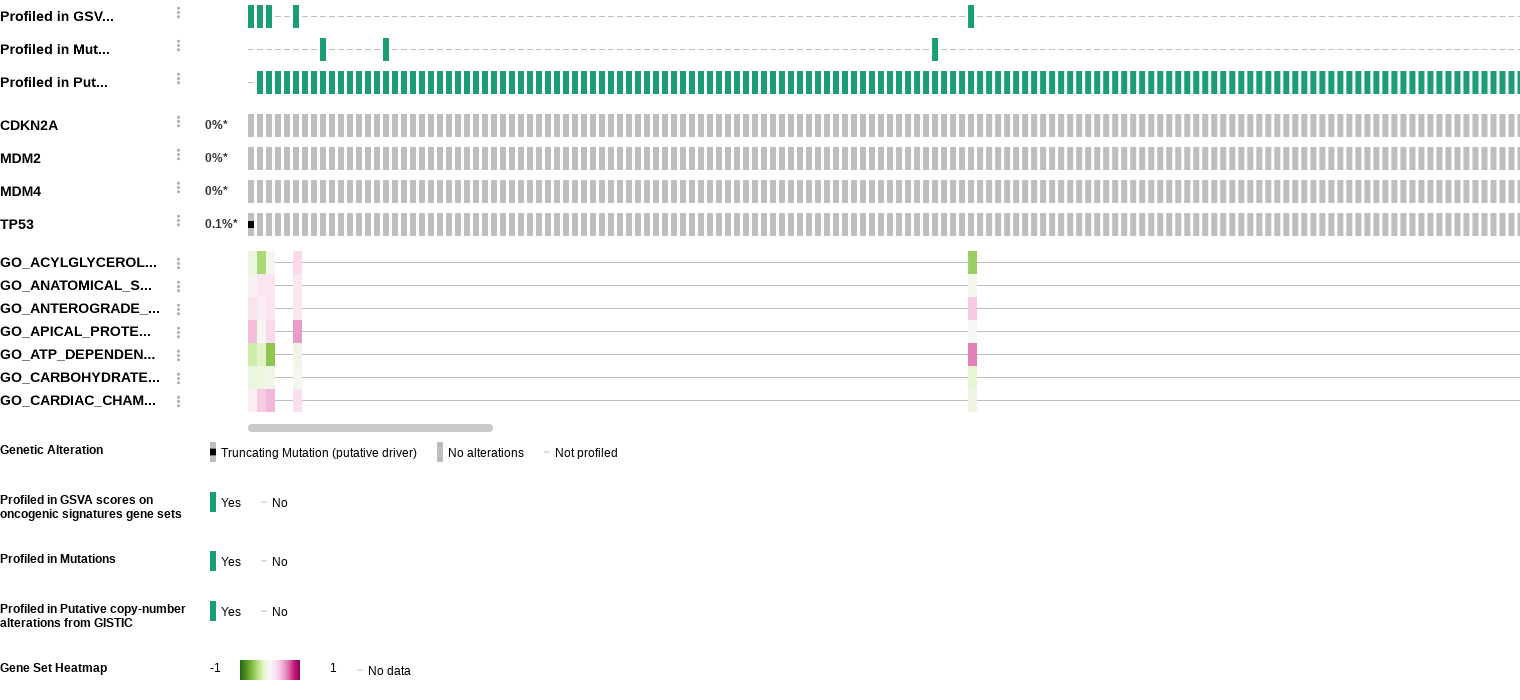 Profiled in GSV...
Profiled in Mut...
Profiled in Put...
CDKN2A 0%*
MDM2 0%*
MDM4 0%*
TP53 0.1%*
GO_ACYLGLYCEROL...
GO_ANATOMICAL_S...
GO_ANTEROGRADE_...
GO_APICAL_PROTE...
GO_ATP_DEPENDEN...
GO_CARBOHYDRATE...
GO_CARDIAC_CHAM...
Genetic Alteration Truncating Mutation (putative driver) No alterations Not profiled
Profiled in GSVA scores on
oncogenic signatures gene sets Yes No
Profiled in Mutations Yes No
Profiled in Putative copy-number
alterations from GISTIC Yes No
Gene Set Heatmap -1 1 No data